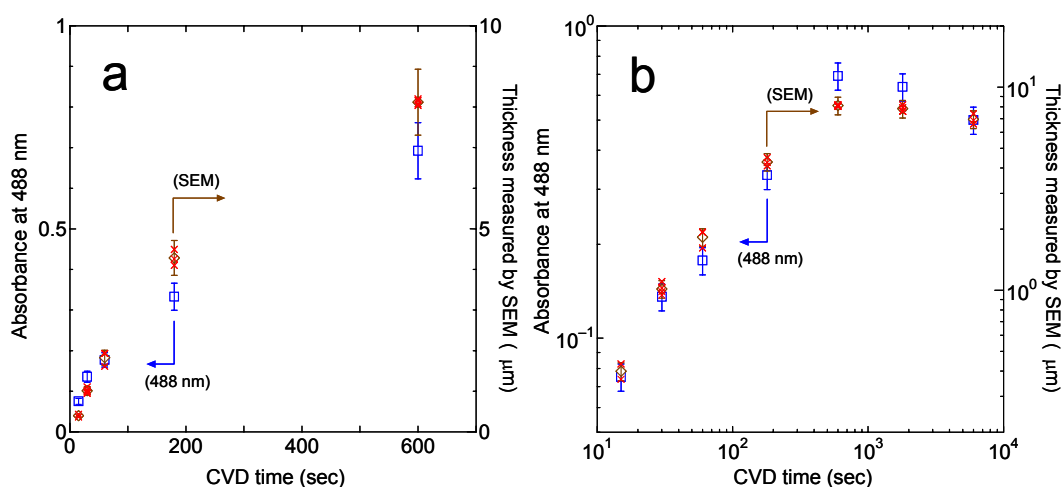 a
1
0.5
0
Absorbance at 488 nm
10
5
0
Thickness measured by SEM ( μm)
(SEM)
(488 nm)
0 200 400 600
CVD time (sec)
b
10^0
10^-1
Absorbance at 488 nm
10^1
10^0
Thickness measured by SEM ( μm)
(SEM)
(488 nm)
10^1 10^2 10^3 10^4
CVD time (sec)